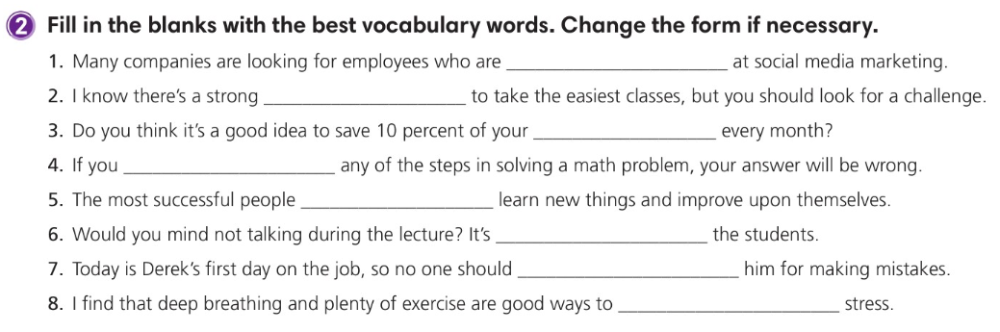 2 Fill in the blanks with the best vocabulary words. Change the form if necessary.
1. Many companies are looking for employees who are ______________________ at social media marketing.
2. I know there's a strong ____________________ to take the easiest classes, but you should look for a challenge.
3. Do you think it's a good idea to save 10 percent of your __________________ every month?
4. If you _____________________ any of the steps in solving a math problem, your answer will be wrong.
5. The most successful people ___________________ learn new things and improve upon themselves.
6. Would you mind not talking during the lecture? It's _____________________ the students.
7. Today is Derek's first day on the job, so no one should ______________________ him for making mistakes.
8. I find that deep breathing and plenty of exercise are good ways to ______________________ stress.